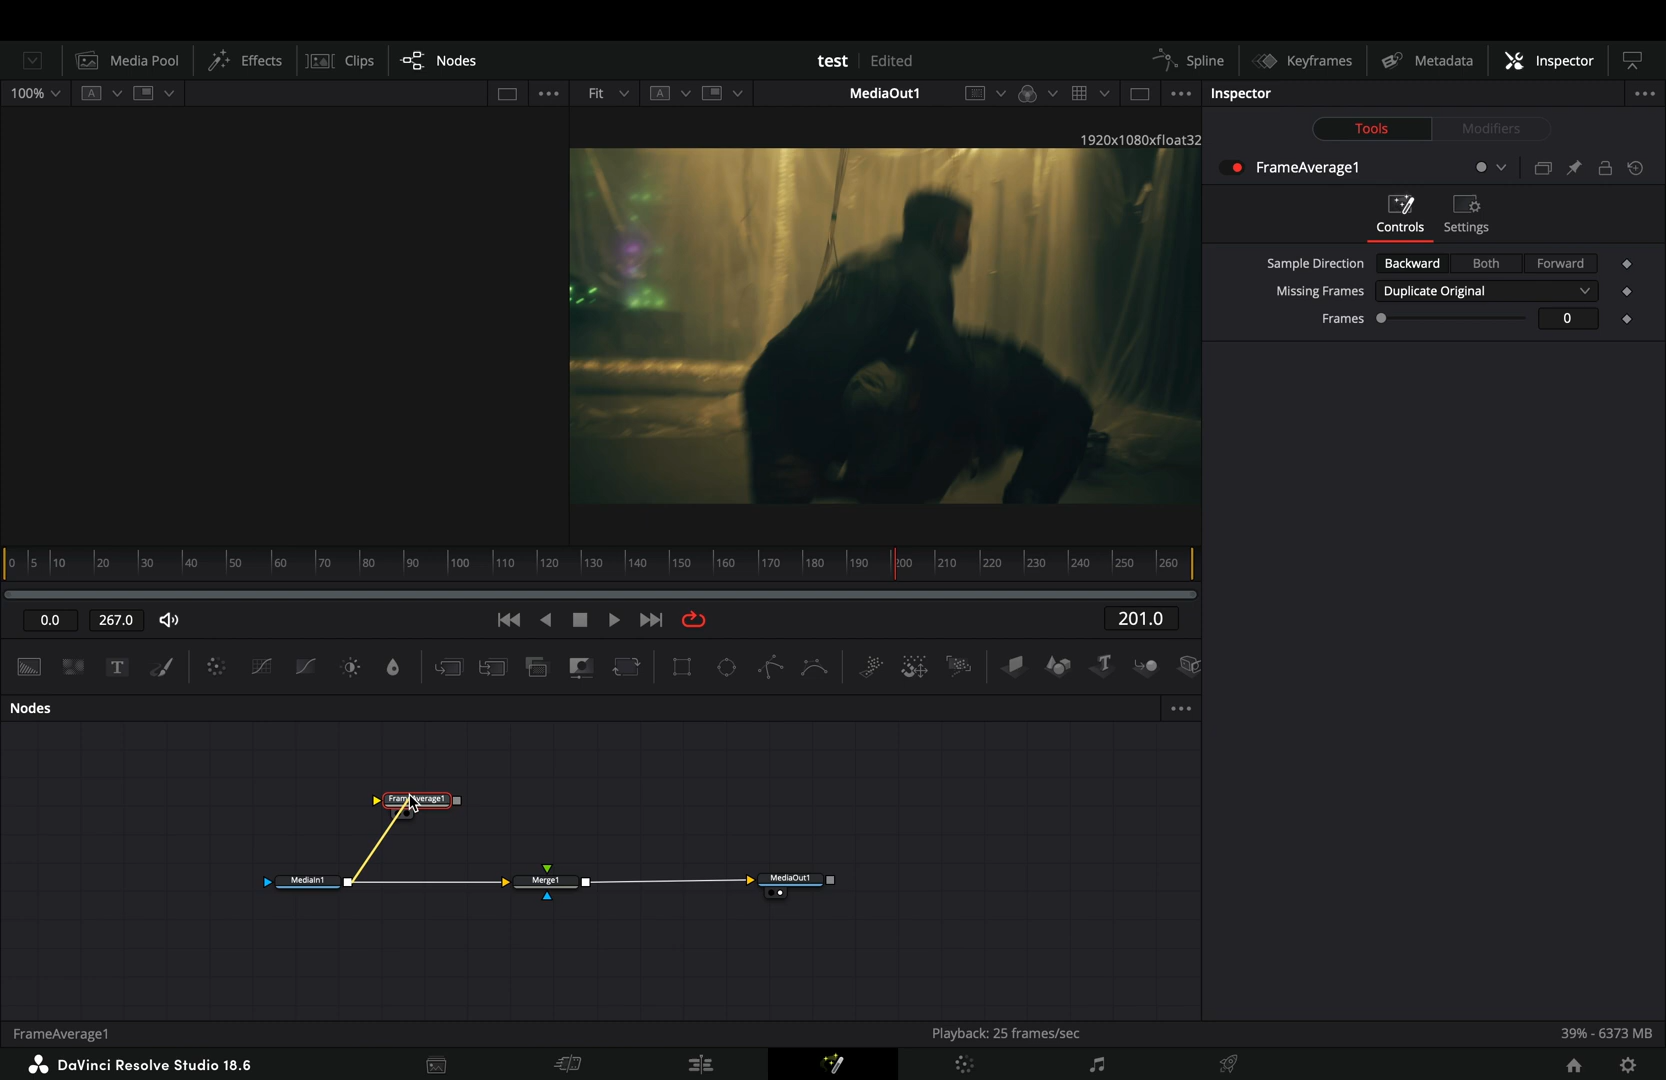 Media Pool Effects Clips Nodes test Edited Spline Keyframes Metadata Inspector
100% A Fit A MediaOut1 Inspector
1920x1080xfloat32
Tools Modifiers
FrameAverage1
Controls Settings
Sample Direction Backward Both Forward
Missing Frames Duplicate Original
Frames 0
0 5 10 20 30 40 50 60 70 80 90 100 110 120 130 140 150 160 170 180 190 200 210 220 230 240 250 260
0.0 267.0 201.0
T
Nodes
FrameAverage1
MediaIn1 Merge1 MediaOut1
FrameAverage1 Playback: 25 frames/sec 39% - 6373 MB
DaVinci Resolve Studio 18.6